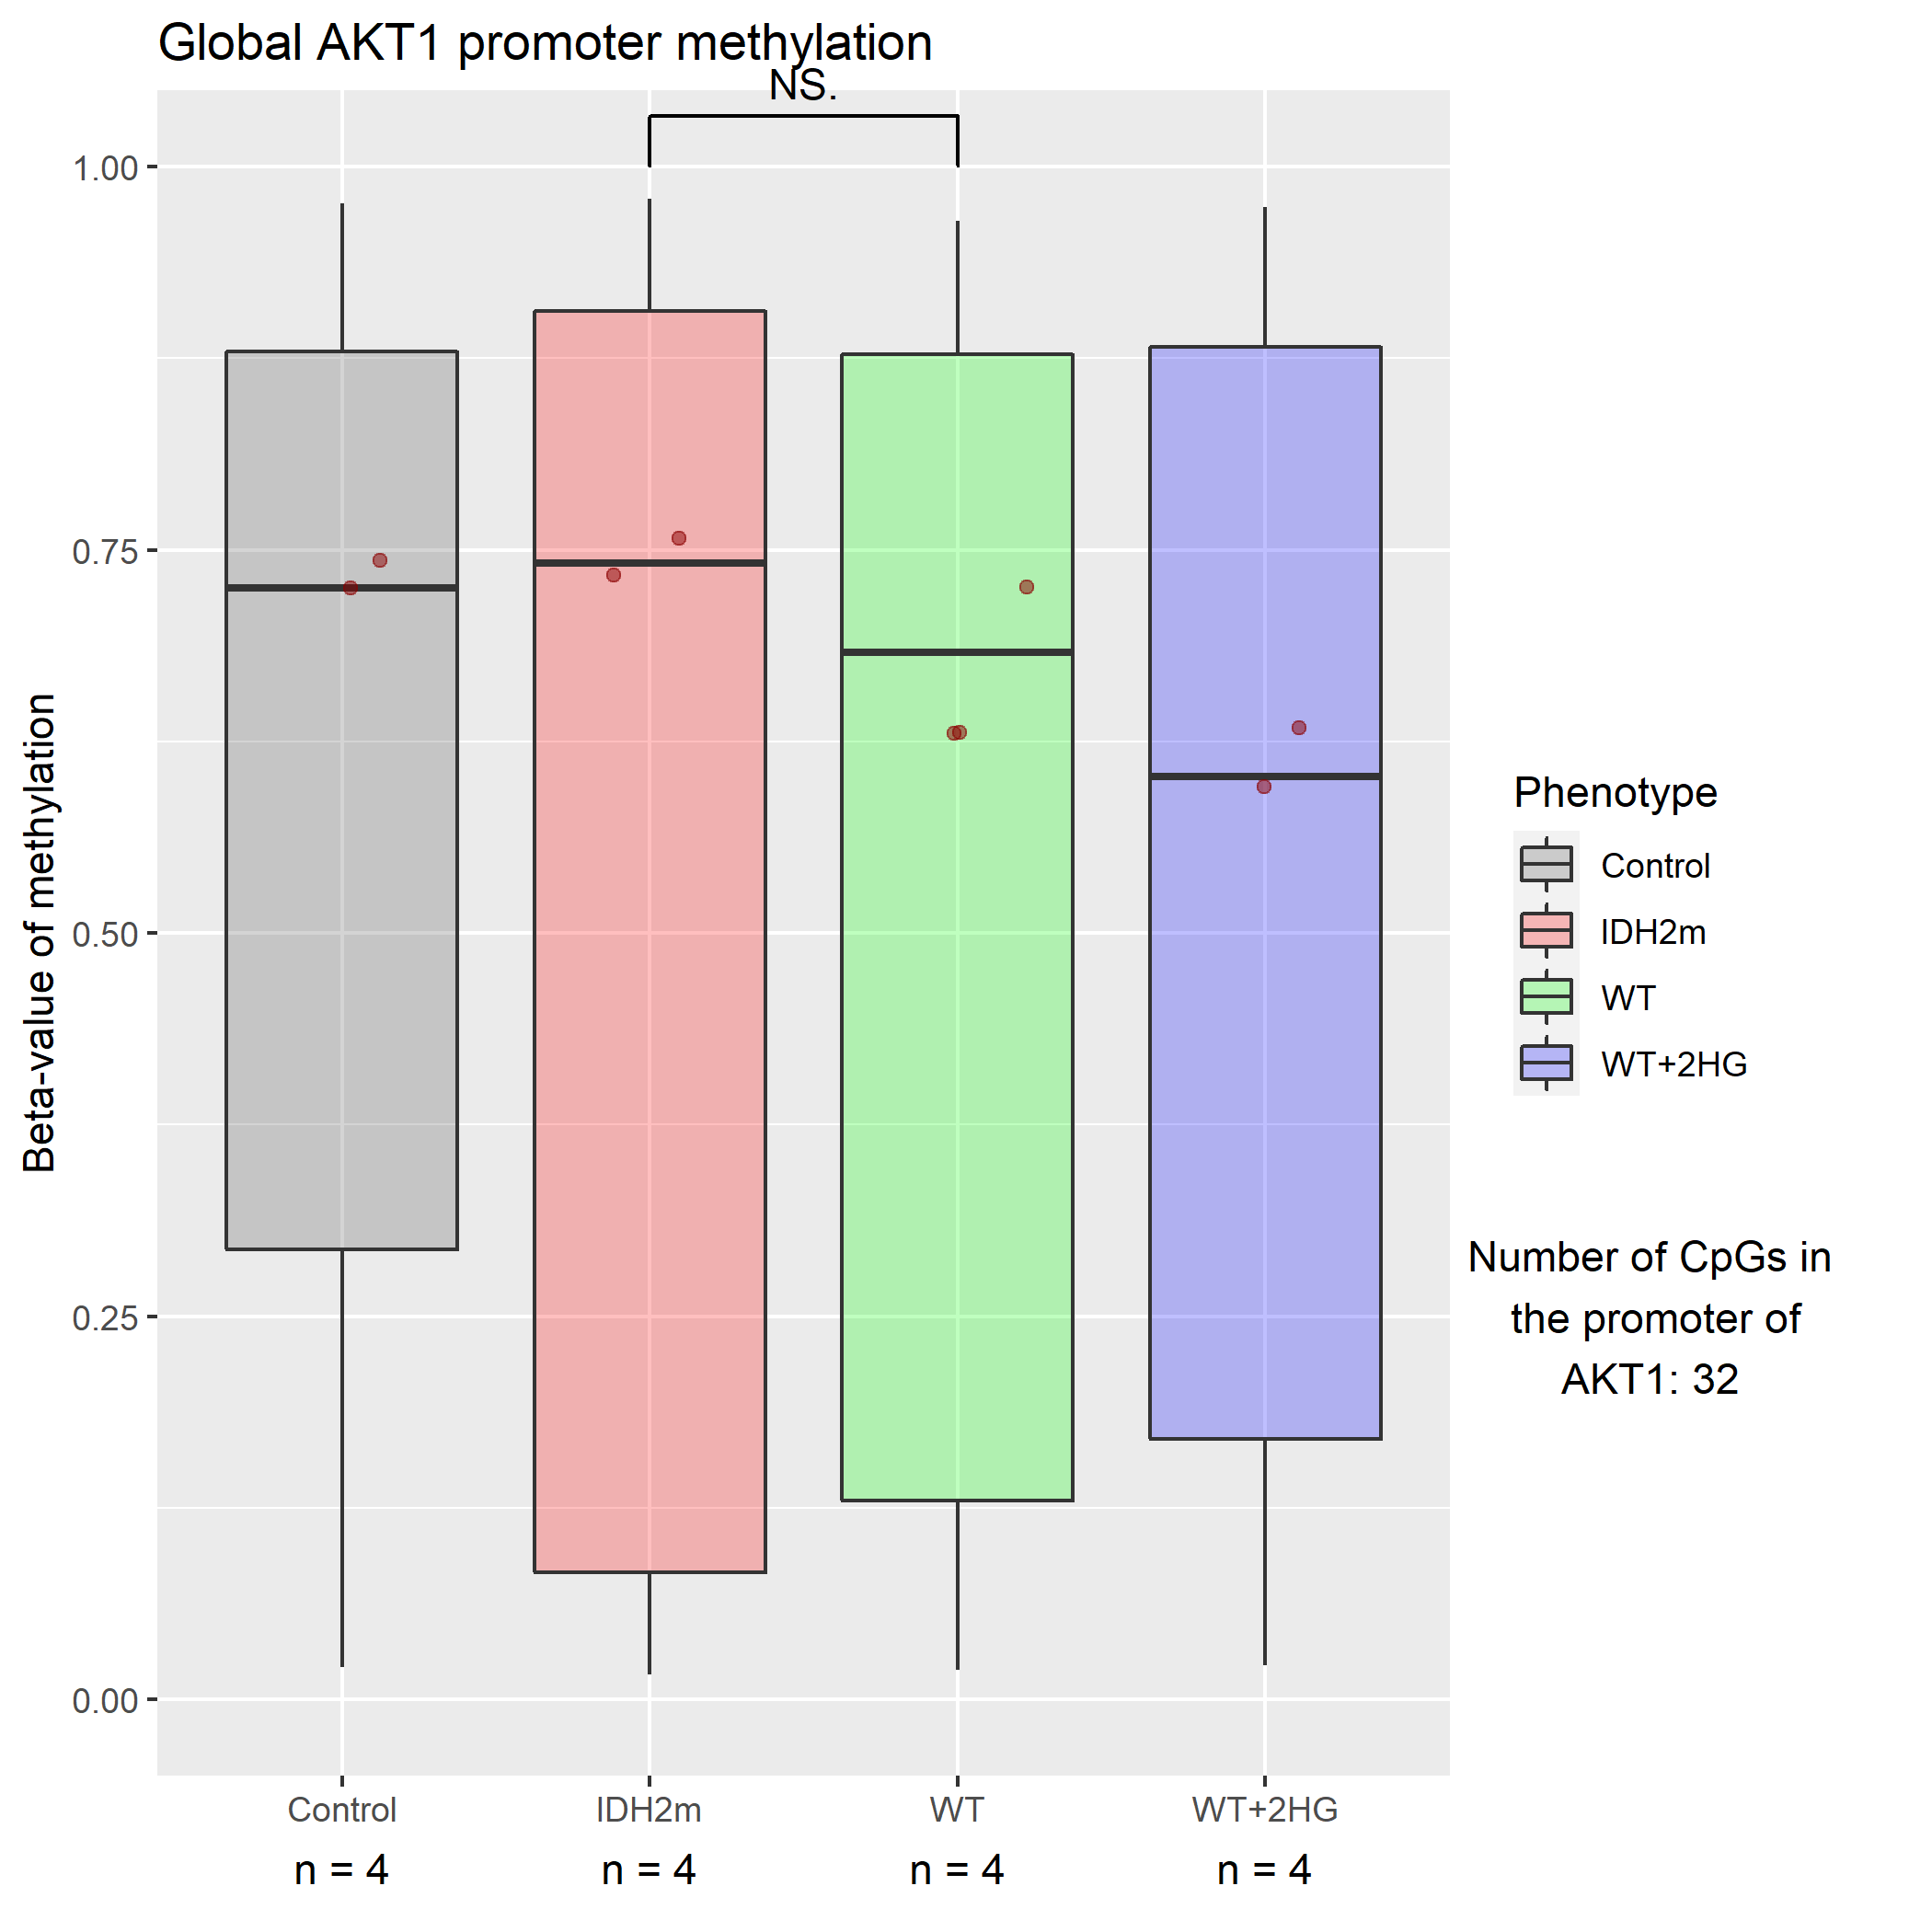 Global AKT1 promoter methylation
NS.
1.00
0.75
0.50
0.25
0.00
Beta-value of methylation
Control
IDH2m
WT
WT+2HG
n = 4
n = 4
n = 4
n = 4
Phenotype
Control
IDH2m
WT
WT+2HG
Number of CpGs in
the promoter of
AKT1: 32